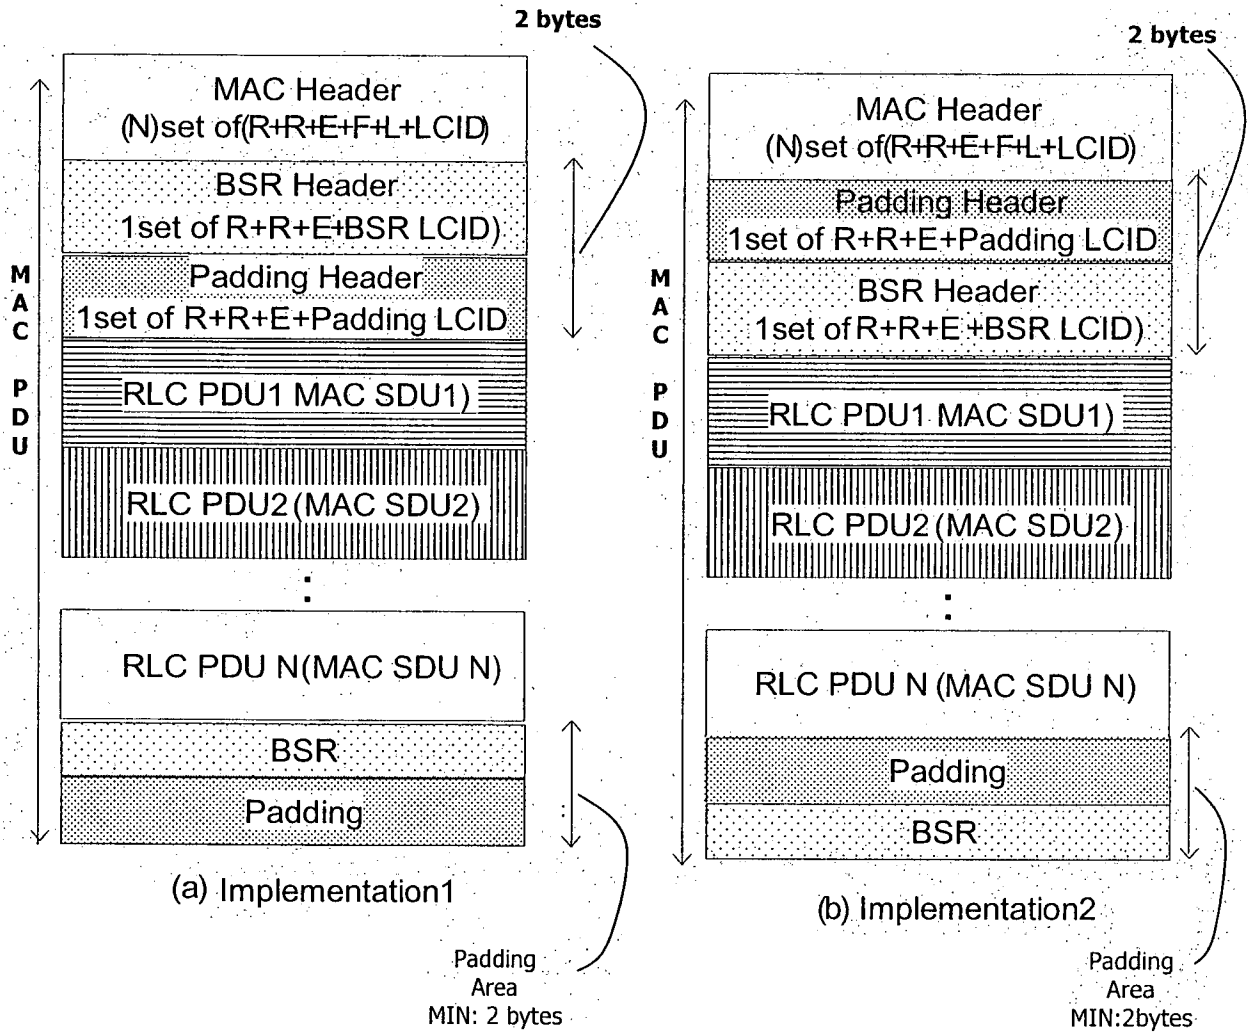 2 bytes
MAC Header
(N)set of(R+R+E+F+L+LCID)
BSR Header
1set of R+R+E+BSR LCID)
Padding Header
1set of R+R+E+Padding LCID
RLC PDU1 MAC SDU1)
RLC PDU2 (MAC SDU2)
:
RLC PDU N(MAC SDU N)
BSR
Padding
MAC PDU
(a) Implementation1
Padding
Area
MIN: 2 bytes
2 bytes
MAC Header
(N)set of(R+R+E+F+L+LCID)
Padding Header
1set of R+R+E+Padding LCID
BSR Header
1set of R+R+E+BSR LCID)
RLC PDU1 MAC SDU1)
RLC PDU2 (MAC SDU2)
:
RLC PDU N (MAC SDU N)
Padding
BSR
MAC PDU
(b) Implementation2
Padding
Area
MIN:2bytes